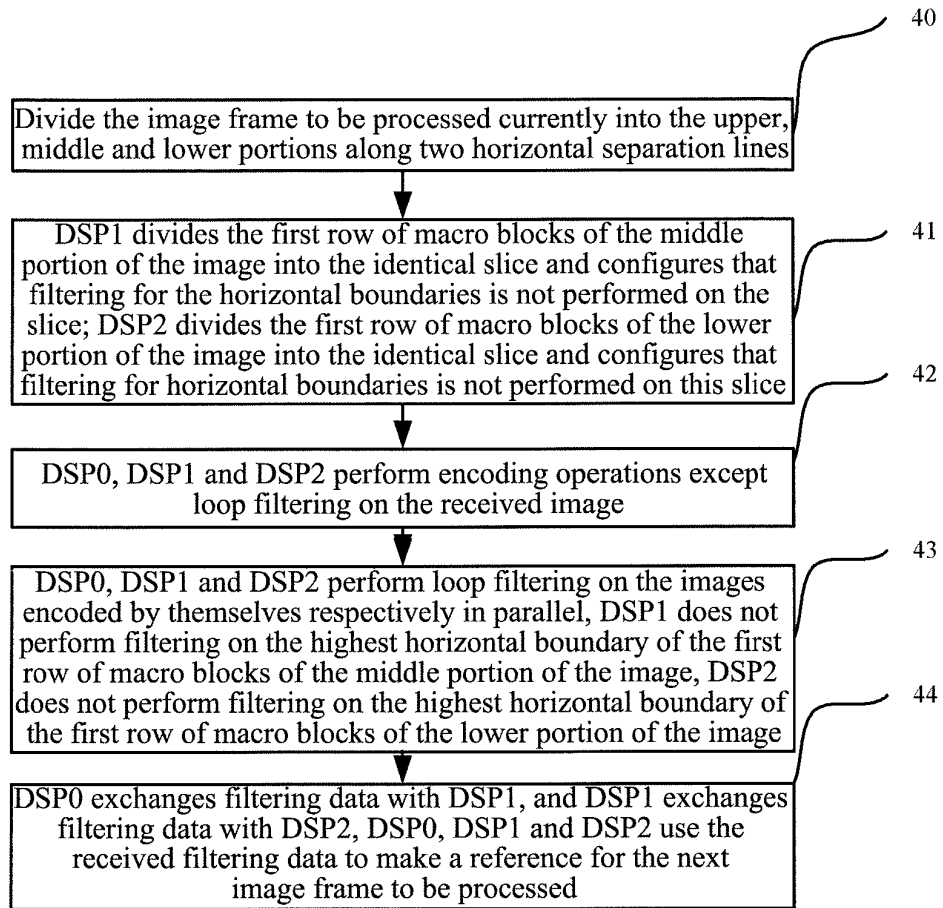 40
Divide the image frame to be processed currently into the upper,
middle and lower portions along two horizontal separation lines
41
DSP1 divides the first row of macro blocks of the middle
portion of the image into the identical slice and configures that
filtering for the horizontal boundaries is not performed on the
slice; DSP2 divides the first row of macro blocks of the lower
portion of the image into the identical slice and configures that
filtering for horizontal boundaries is not performed on this slice
42
DSP0, DSP1 and DSP2 perform encoding operations except
loop filtering on the received image
43
DSP0, DSP1 and DSP2 perform loop filtering on the images
encoded by themselves respectively in parallel, DSP1 does not
perform filtering on the highest horizontal boundary of the first
row of macro blocks of the middle portion of the image, DSP2
does not perform filtering on the highest horizontal boundary of
the first row of macro blocks of the lower portion of the image
44
DSP0 exchanges filtering data with DSP1, and DSP1 exchanges
filtering data with DSP2, DSP0, DSP1 and DSP2 use the
received filtering data to make a reference for the next
image frame to be processed